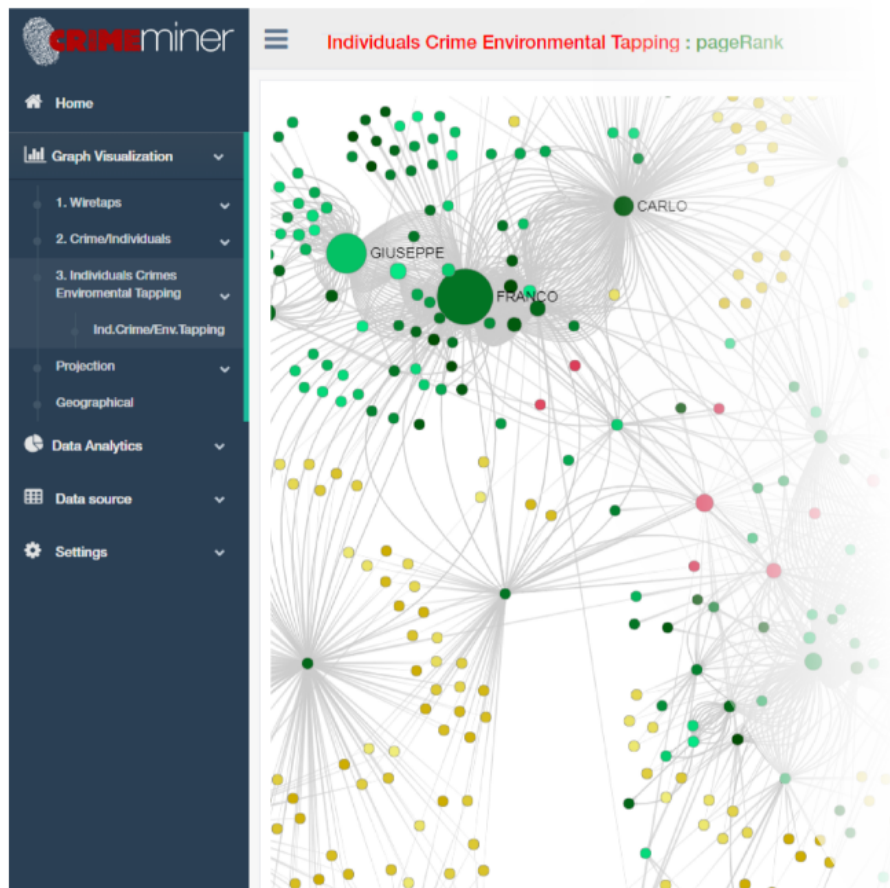 CRIMEminer
Individuals Crime Environmental Tapping : pageRank
Home
Graph Visualization
1. Wiretaps
2. Crime/Individuals
3. Individuals Crimes
Enviromental Tapping
Ind.Crime/Env.Tapping
Projection
Geographical
Data Analytics
Data source
Settings
CARLO
GIUSEPPE
FRANCO